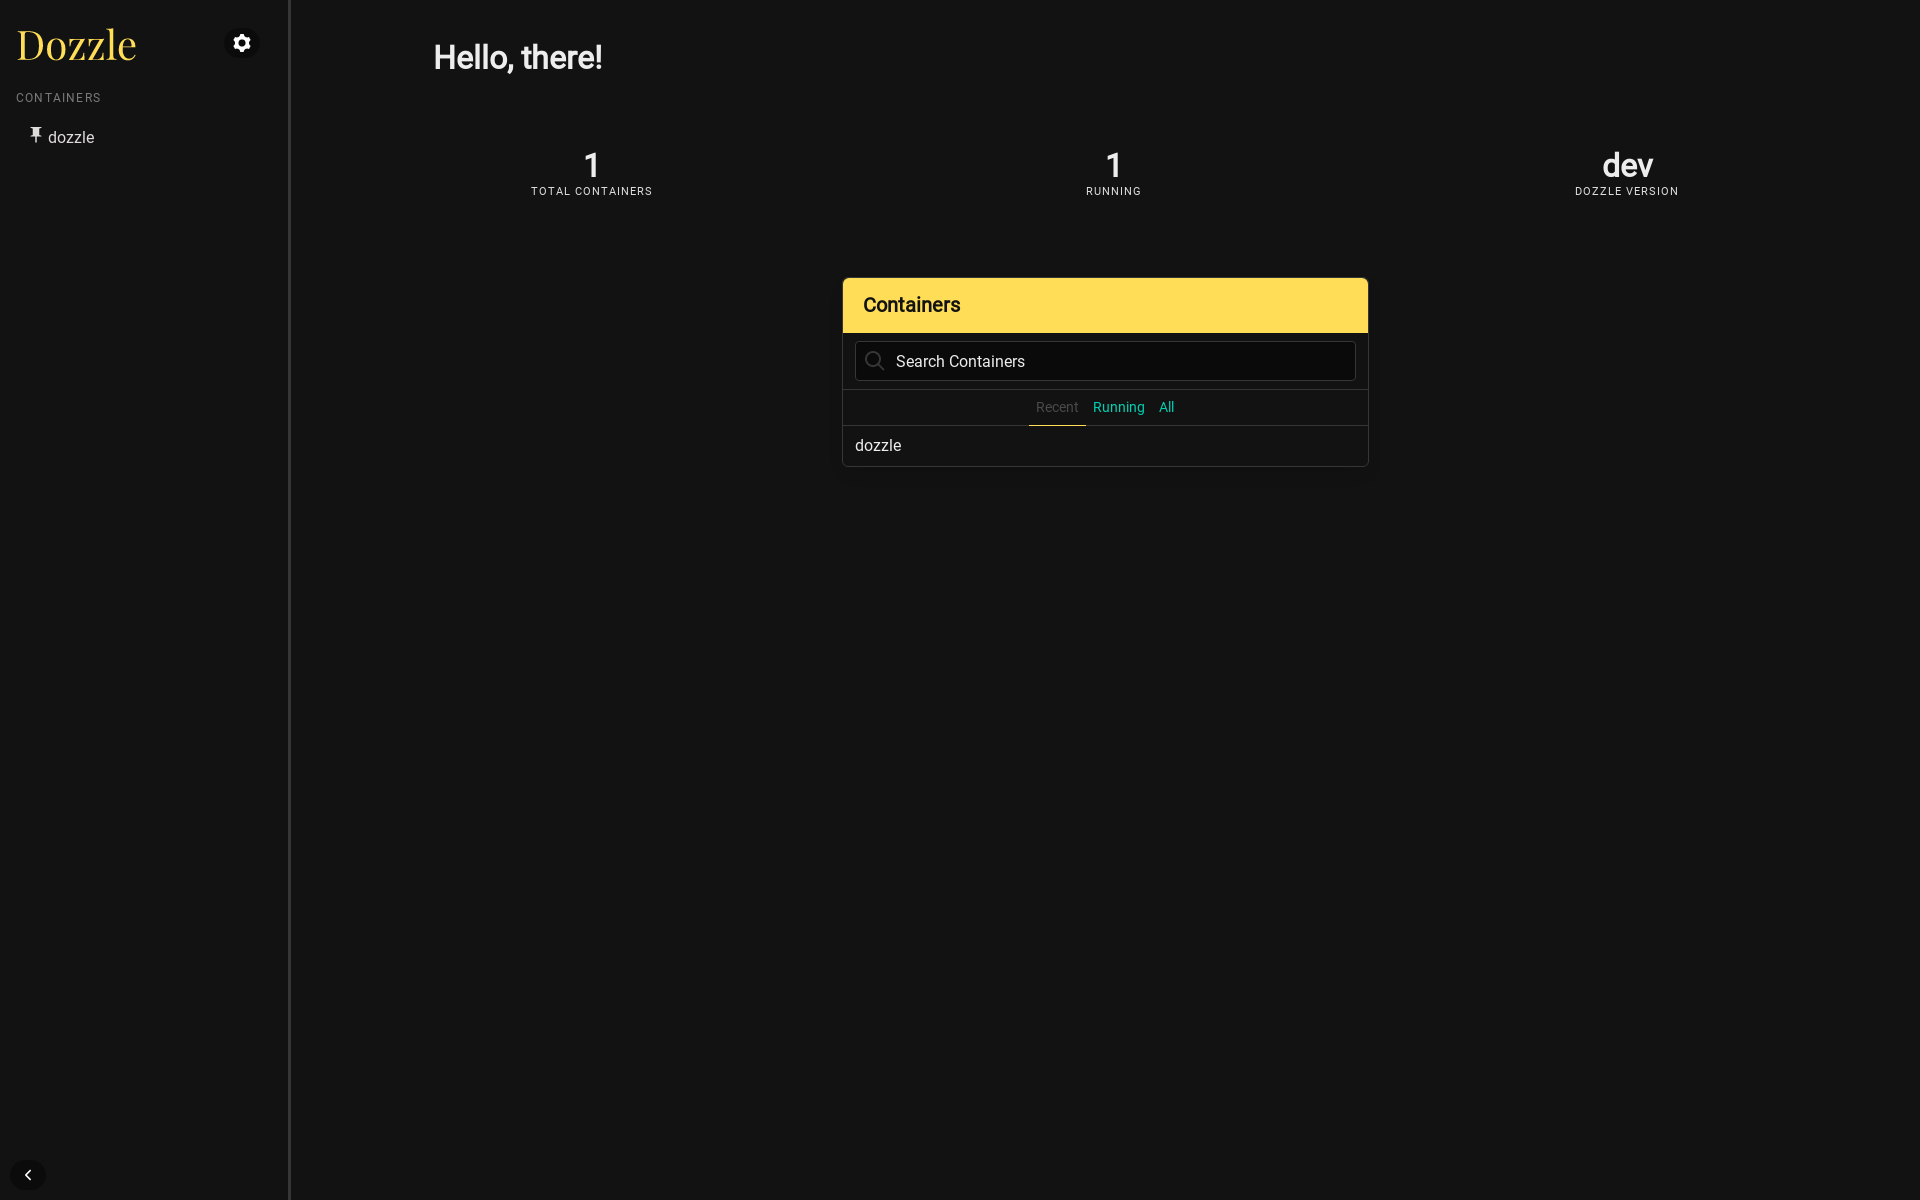 Dozzle
CONTAINERS
dozzle
Hello, there!
1
TOTAL CONTAINERS
1
RUNNING
dev
DOZZLE VERSION
Containers
Search Containers
Recent Running All
dozzle